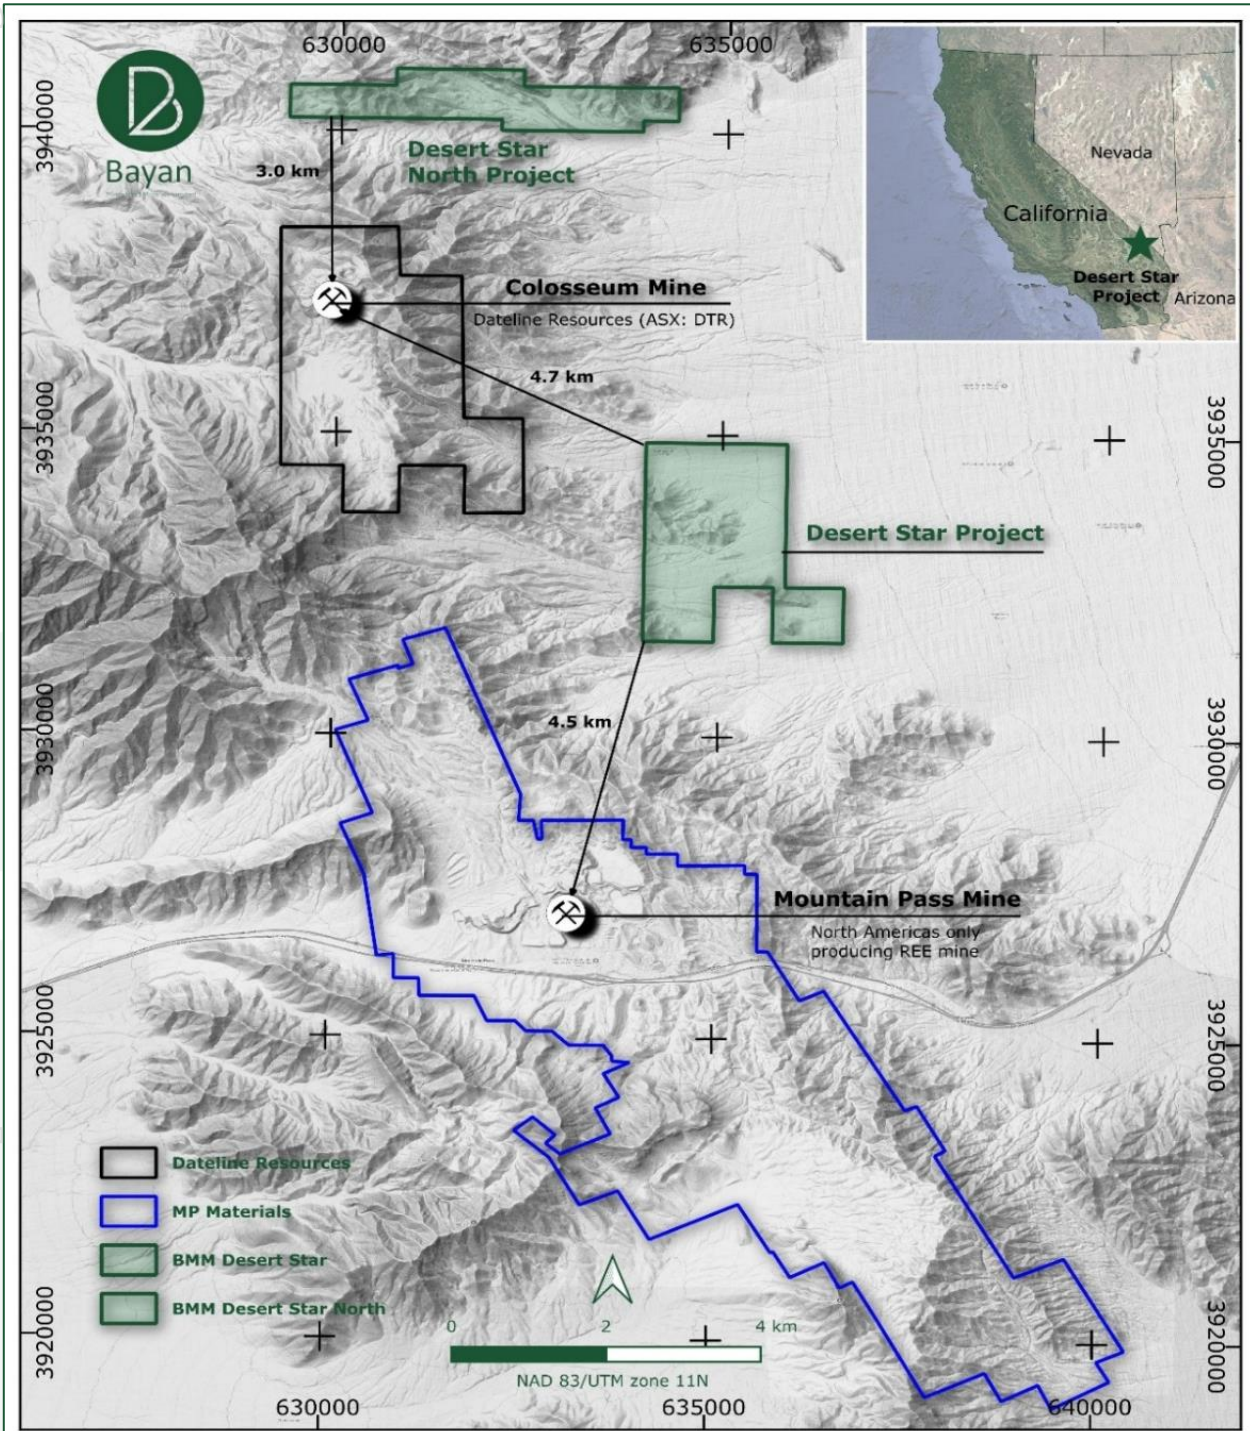 630000
635000
Bayan
3940000
Desert Star
North Project
3.0 km
Nevada
California
Desert Star
Project
Arizona
Colosseum Mine
Dateline Resources (ASX: DTR)
4.7 km
3935000
3935000
Desert Star Project
4.5 km
3930000
3930000
Mountain Pass Mine
North Americas only
producing REE mine
3925000
3925000
Dateline Resources
MP Materials
BMM Desert Star
BMM Desert Star North
3920000
3920000
0 2 4 km
NAD 83/UTM zone 11N
630000
635000
640000